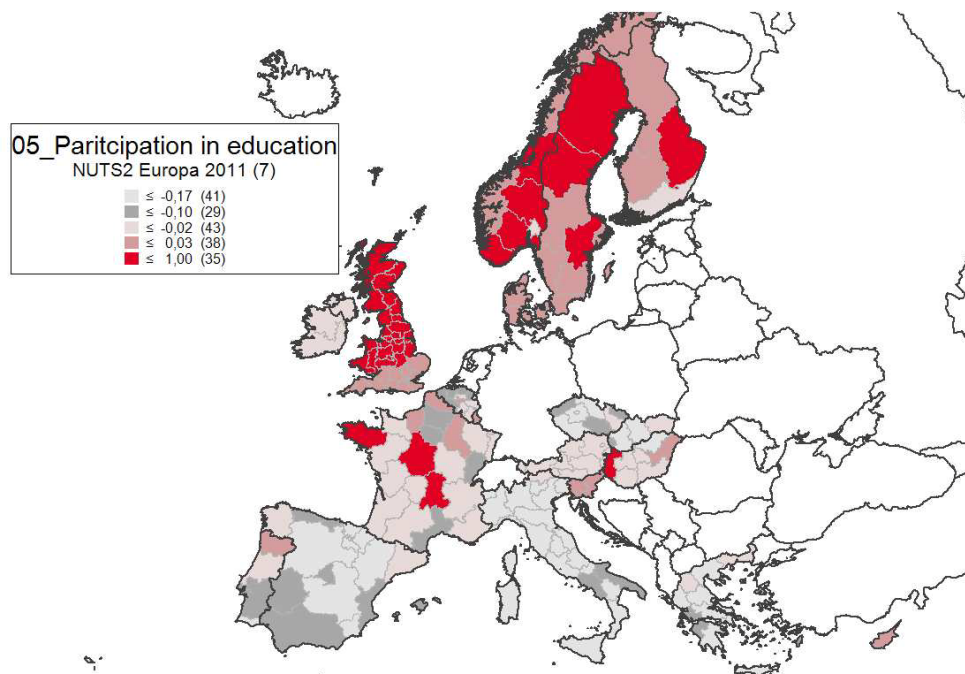 05_Paritcipation in education
NUTS2 Europa 2011 (7)
≤ -0,17 (41)
≤ -0,10 (29)
≤ -0,02 (43)
≤ 0,03 (38)
≤ 1,00 (35)